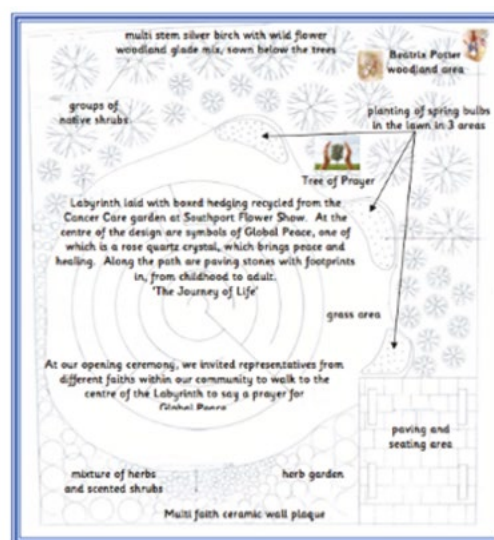 multi stem silver birch with wild flower
woodland glade mix, sown below the trees
Beatrix Potter
woodland area
groups of
native shrubs
planting of spring bulbs
in the lawn in 3 areas
Tree of Prayer
Labyrinth laid with boxed hedging recycled from the
Cancer Care garden at Southport Flower Show. At the
centre of the design are symbols of Global Peace, one of
which is a rose quartz crystal, which brings peace and
healing. Along the path are paving stones with footprints
in, from childhood to adult.
'The Journey of Life'
grass area
At our opening ceremony, we invited representatives from
different faiths within our community to walk to the
centre of the Labyrinth to say a prayer for
Global Peace
paving and
seating area
mixture of herbs
and scented shrubs
herb garden
Multi faith ceramic wall plaque